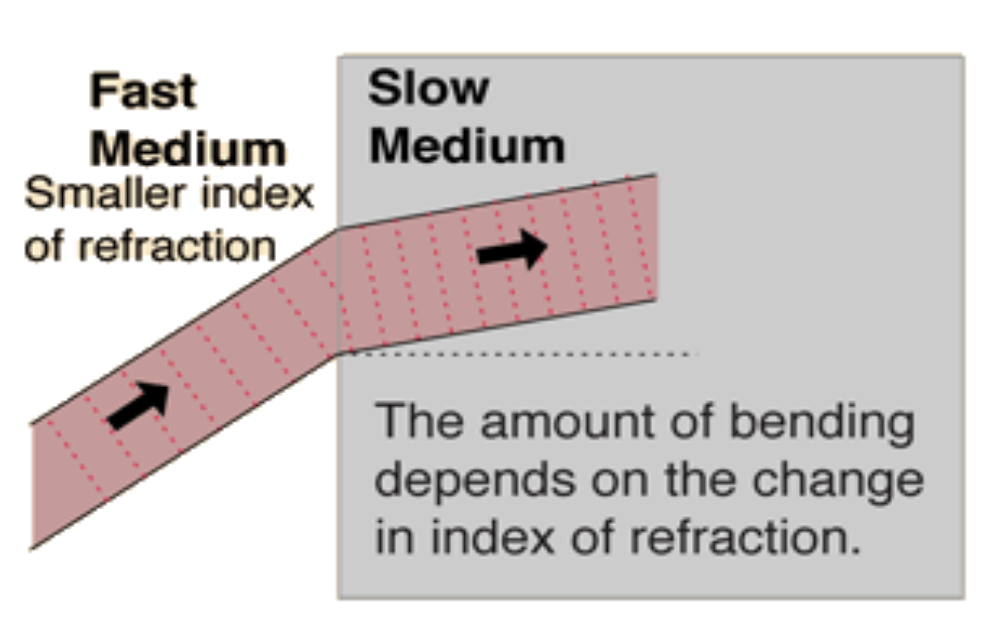 Fast
Medium
Smaller index
of refraction
Slow
Medium
The amount of bending
depends on the change
in index of refraction.